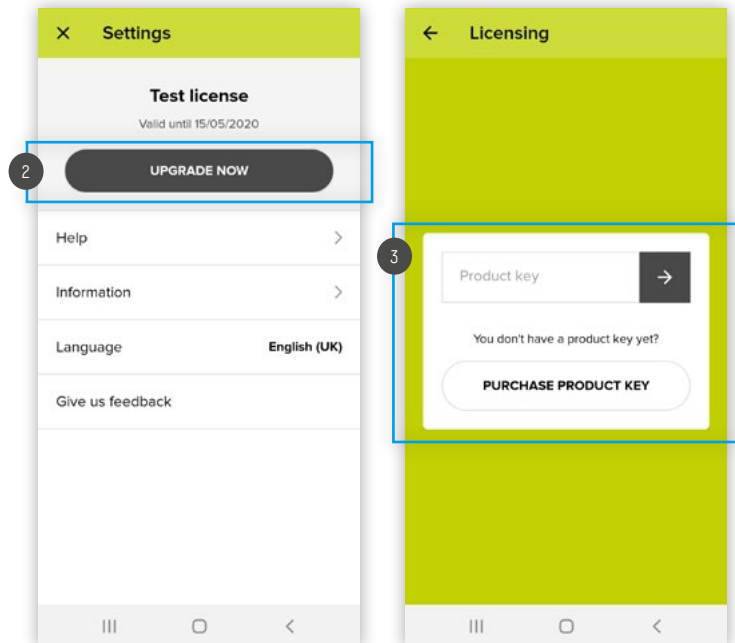 Settings
Test license
Valid until 15/05/2020
2
UPGRADE NOW
Help
Information
Language English (UK)
Give us feedback
Licensing
3
Product key
You don't have a product key yet?
PURCHASE PRODUCT KEY